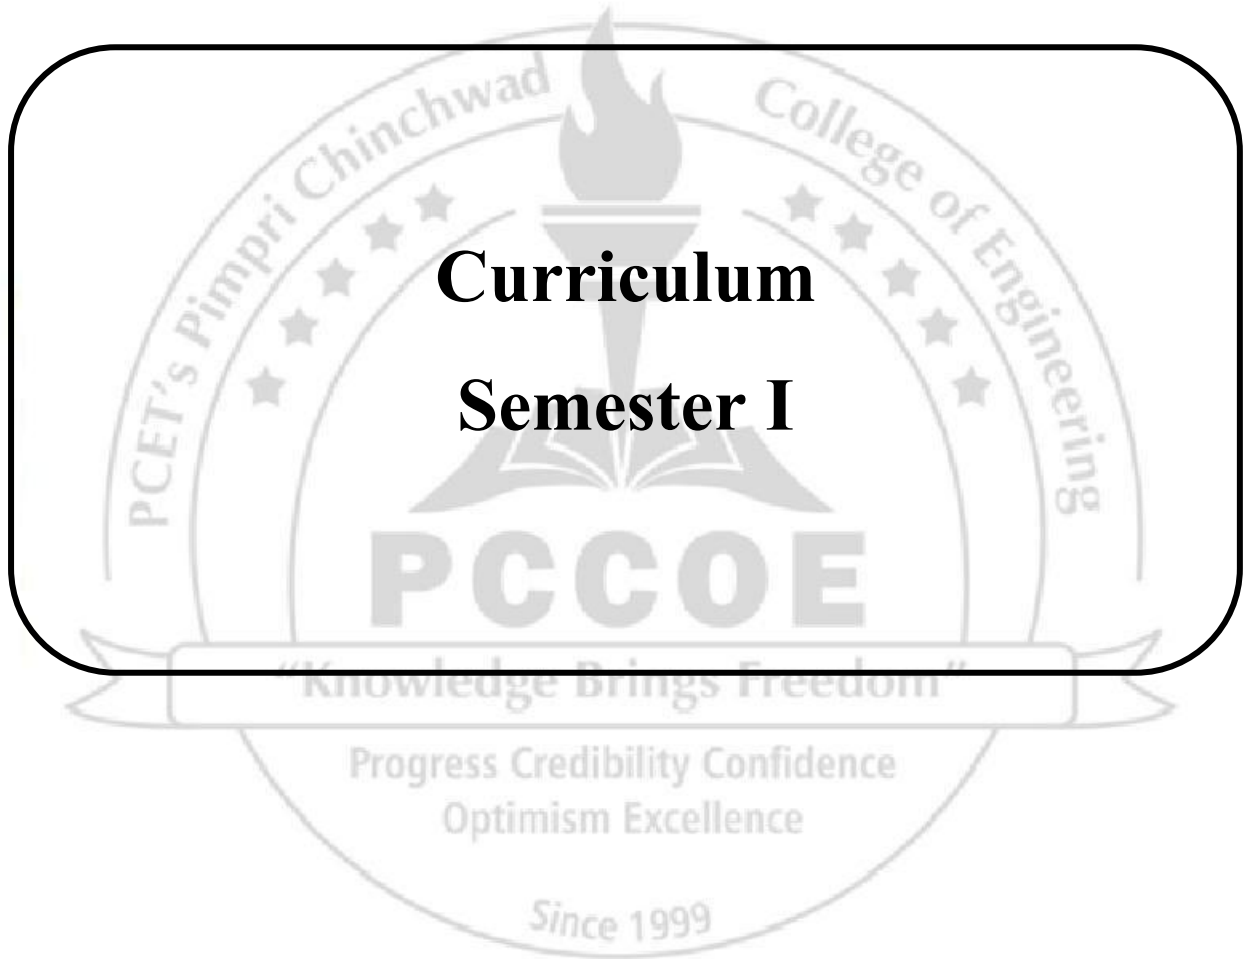 PCET's Pimpri Chinchwad College of Engineering
Curriculum
Semester I
PCCOE
"Knowledge Brings Freedom"
Progress Credibility Confidence
Optimism Excellence
Since 1999